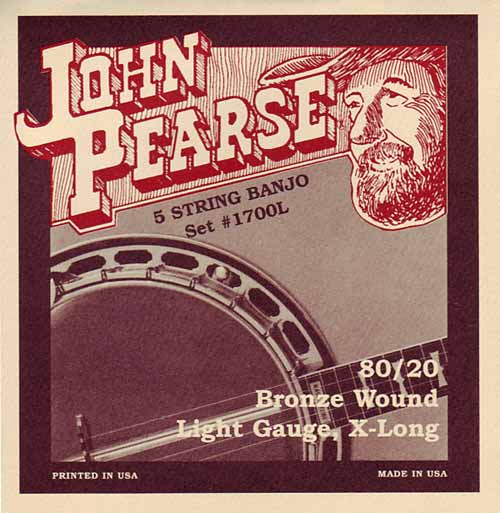 JOHN
PEARSE
5 STRING BANJO
Set #1700L
80/20
Bronze Wound
Light Gauge, X-Long
PRINTED IN USA
MADE IN USA